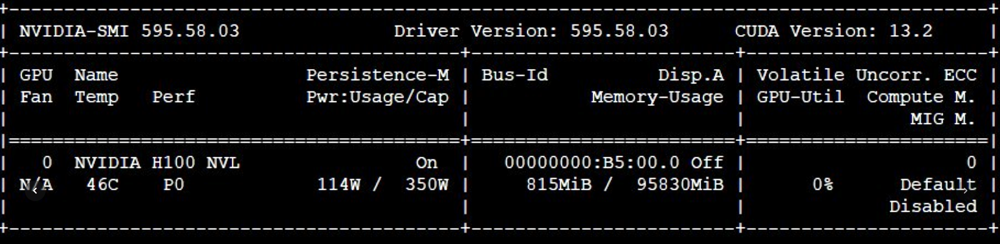 +-----------------------------------------------------------------------------------------+
| NVIDIA-SMI 595.58.03              Driver Version: 595.58.03      CUDA Version: 13.2     |
+-----------------------------------------+------------------------+----------------------+
| GPU  Name                 Persistence-M | Bus-Id          Disp.A | Volatile Uncorr. ECC |
| Fan  Temp   Perf          Pwr:Usage/Cap |           Memory-Usage | GPU-Util  Compute M. |
|                                         |                        |               MIG M. |
|=========================================+========================+======================|
|   0  NVIDIA H100 NVL                On  |   00000000:B5:00.0 Off |                    0 |
| N/A   46C    P0            114W /  350W |     815MiB /  95830MiB |      0%      Default |
|                                         |                        |             Disabled |
+-----------------------------------------+------------------------+----------------------+